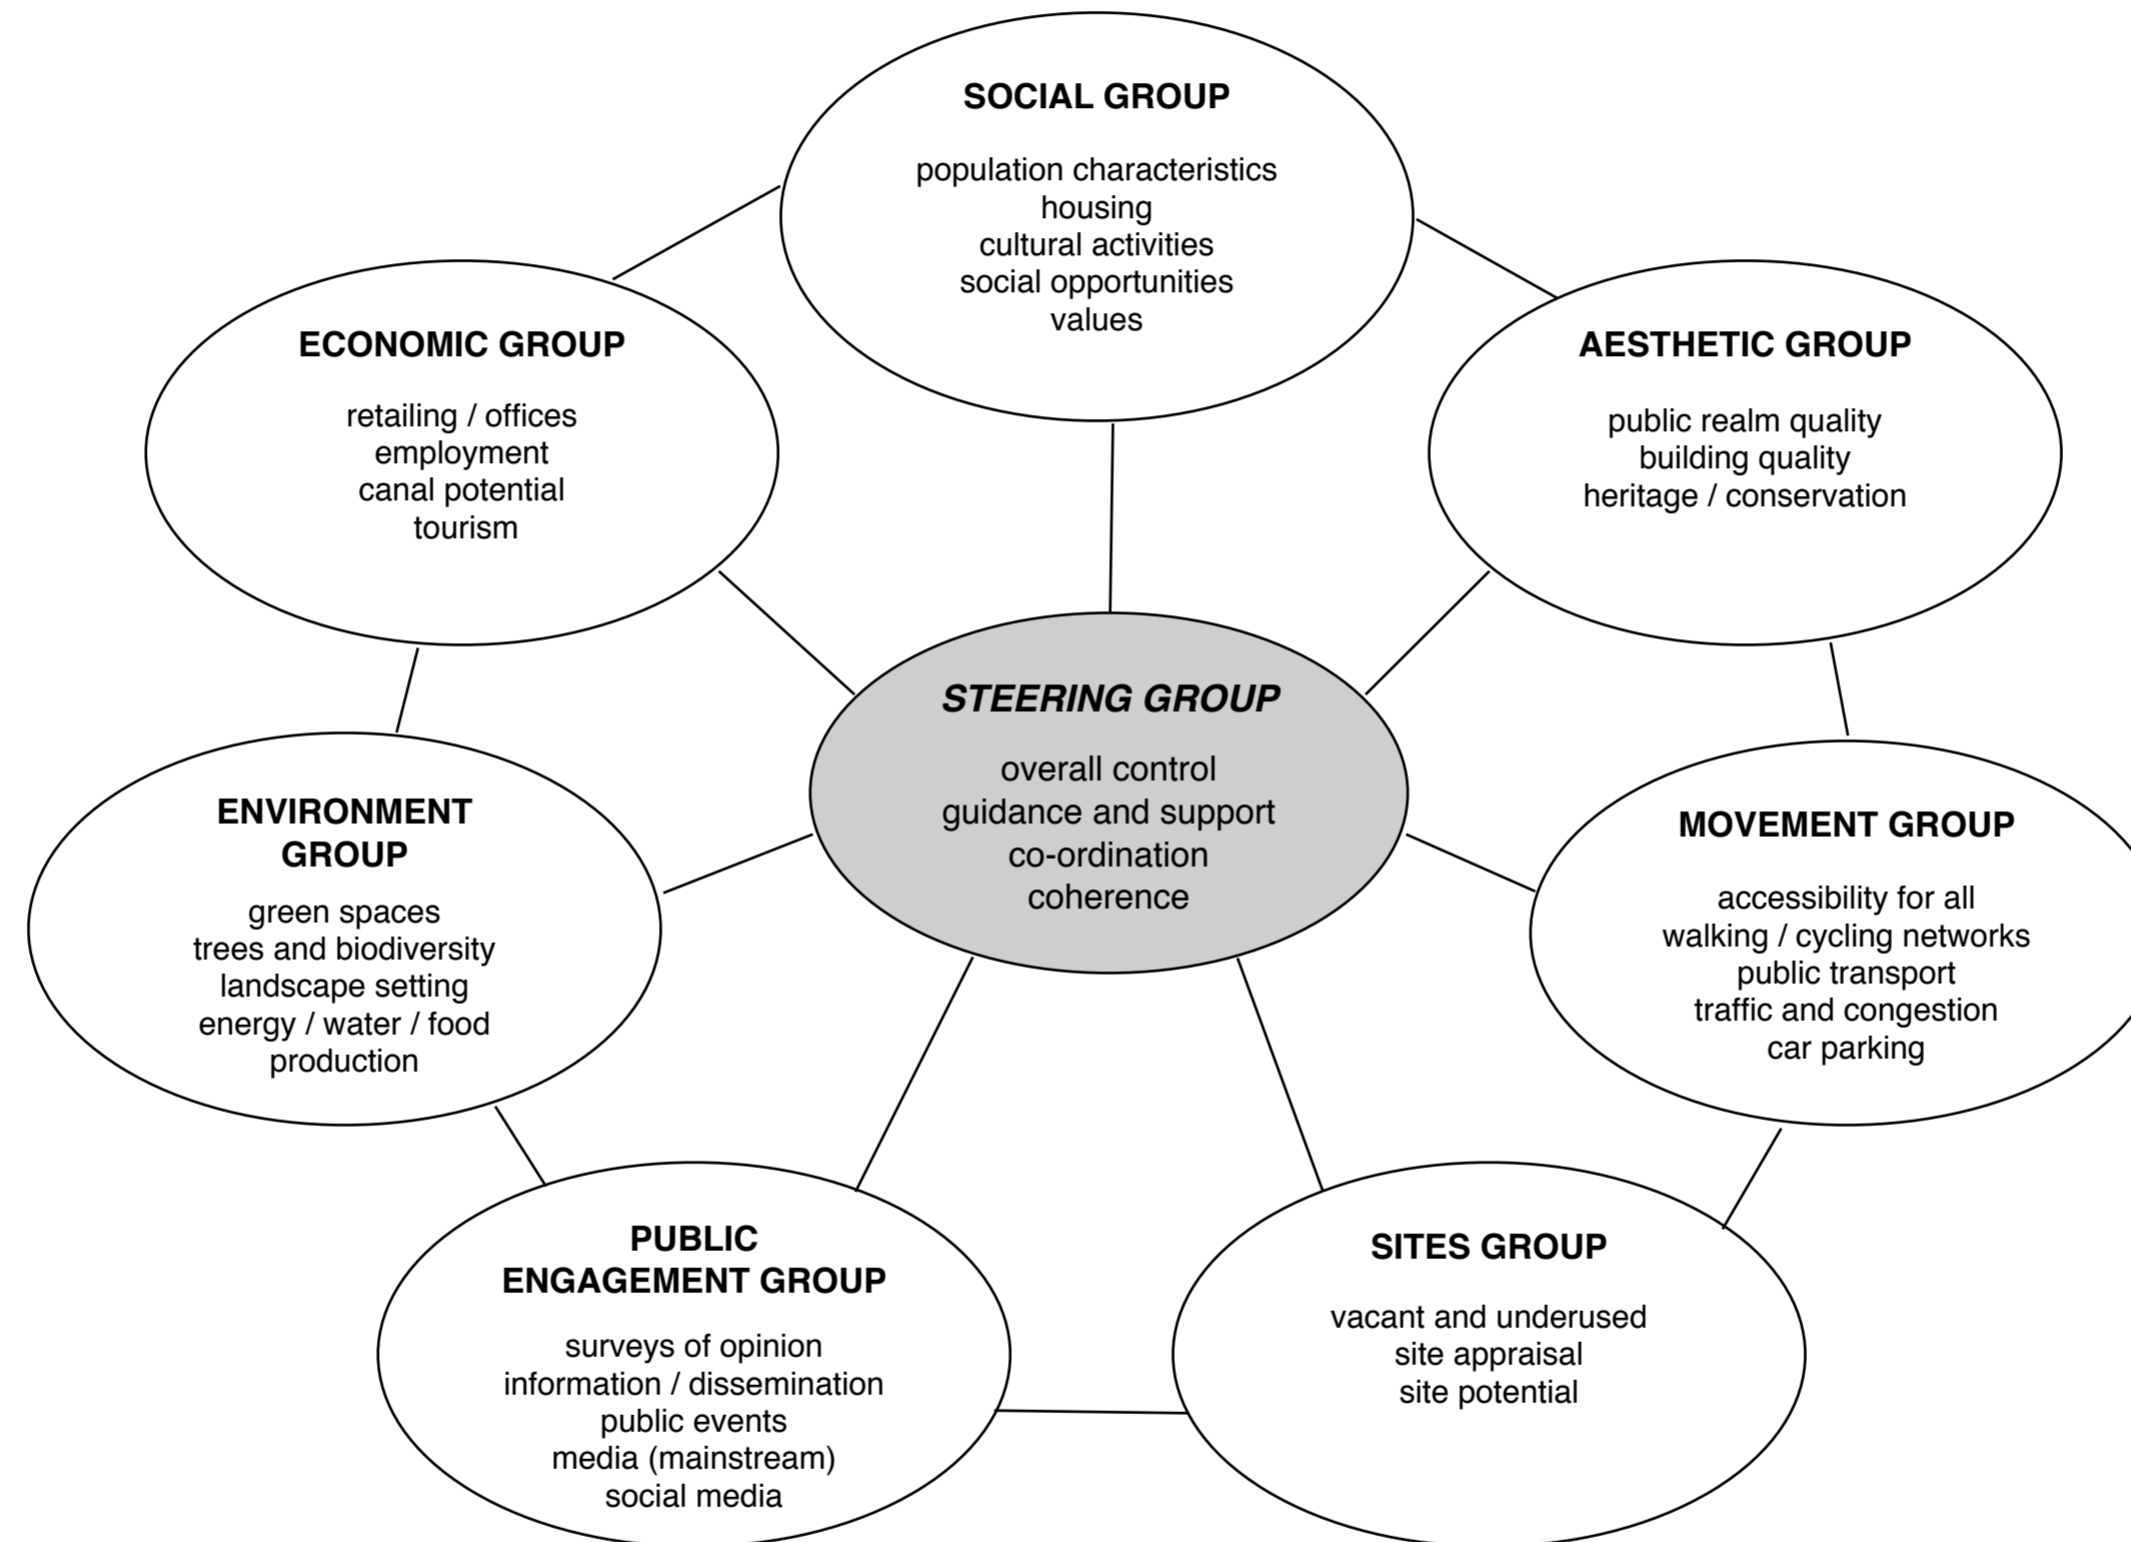 SOCIAL GROUP
population characteristics
housing
cultural activities
social opportunities
values
ECONOMIC GROUP
retailing / offices
employment
canal potential
tourism
AESTHETIC GROUP
public realm quality
building quality
heritage / conservation
STEERING GROUP
overall control
guidance and support
co-ordination
coherence
ENVIRONMENT
GROUP
green spaces
trees and biodiversity
landscape setting
energy / water / food
production
MOVEMENT GROUP
accessibility for all
walking / cycling networks
public transport
traffic and congestion
car parking
PUBLIC
ENGAGEMENT GROUP
surveys of opinion
information / dissemination
public events
media (mainstream)
social media
SITES GROUP
vacant and underused
site appraisal
site potential